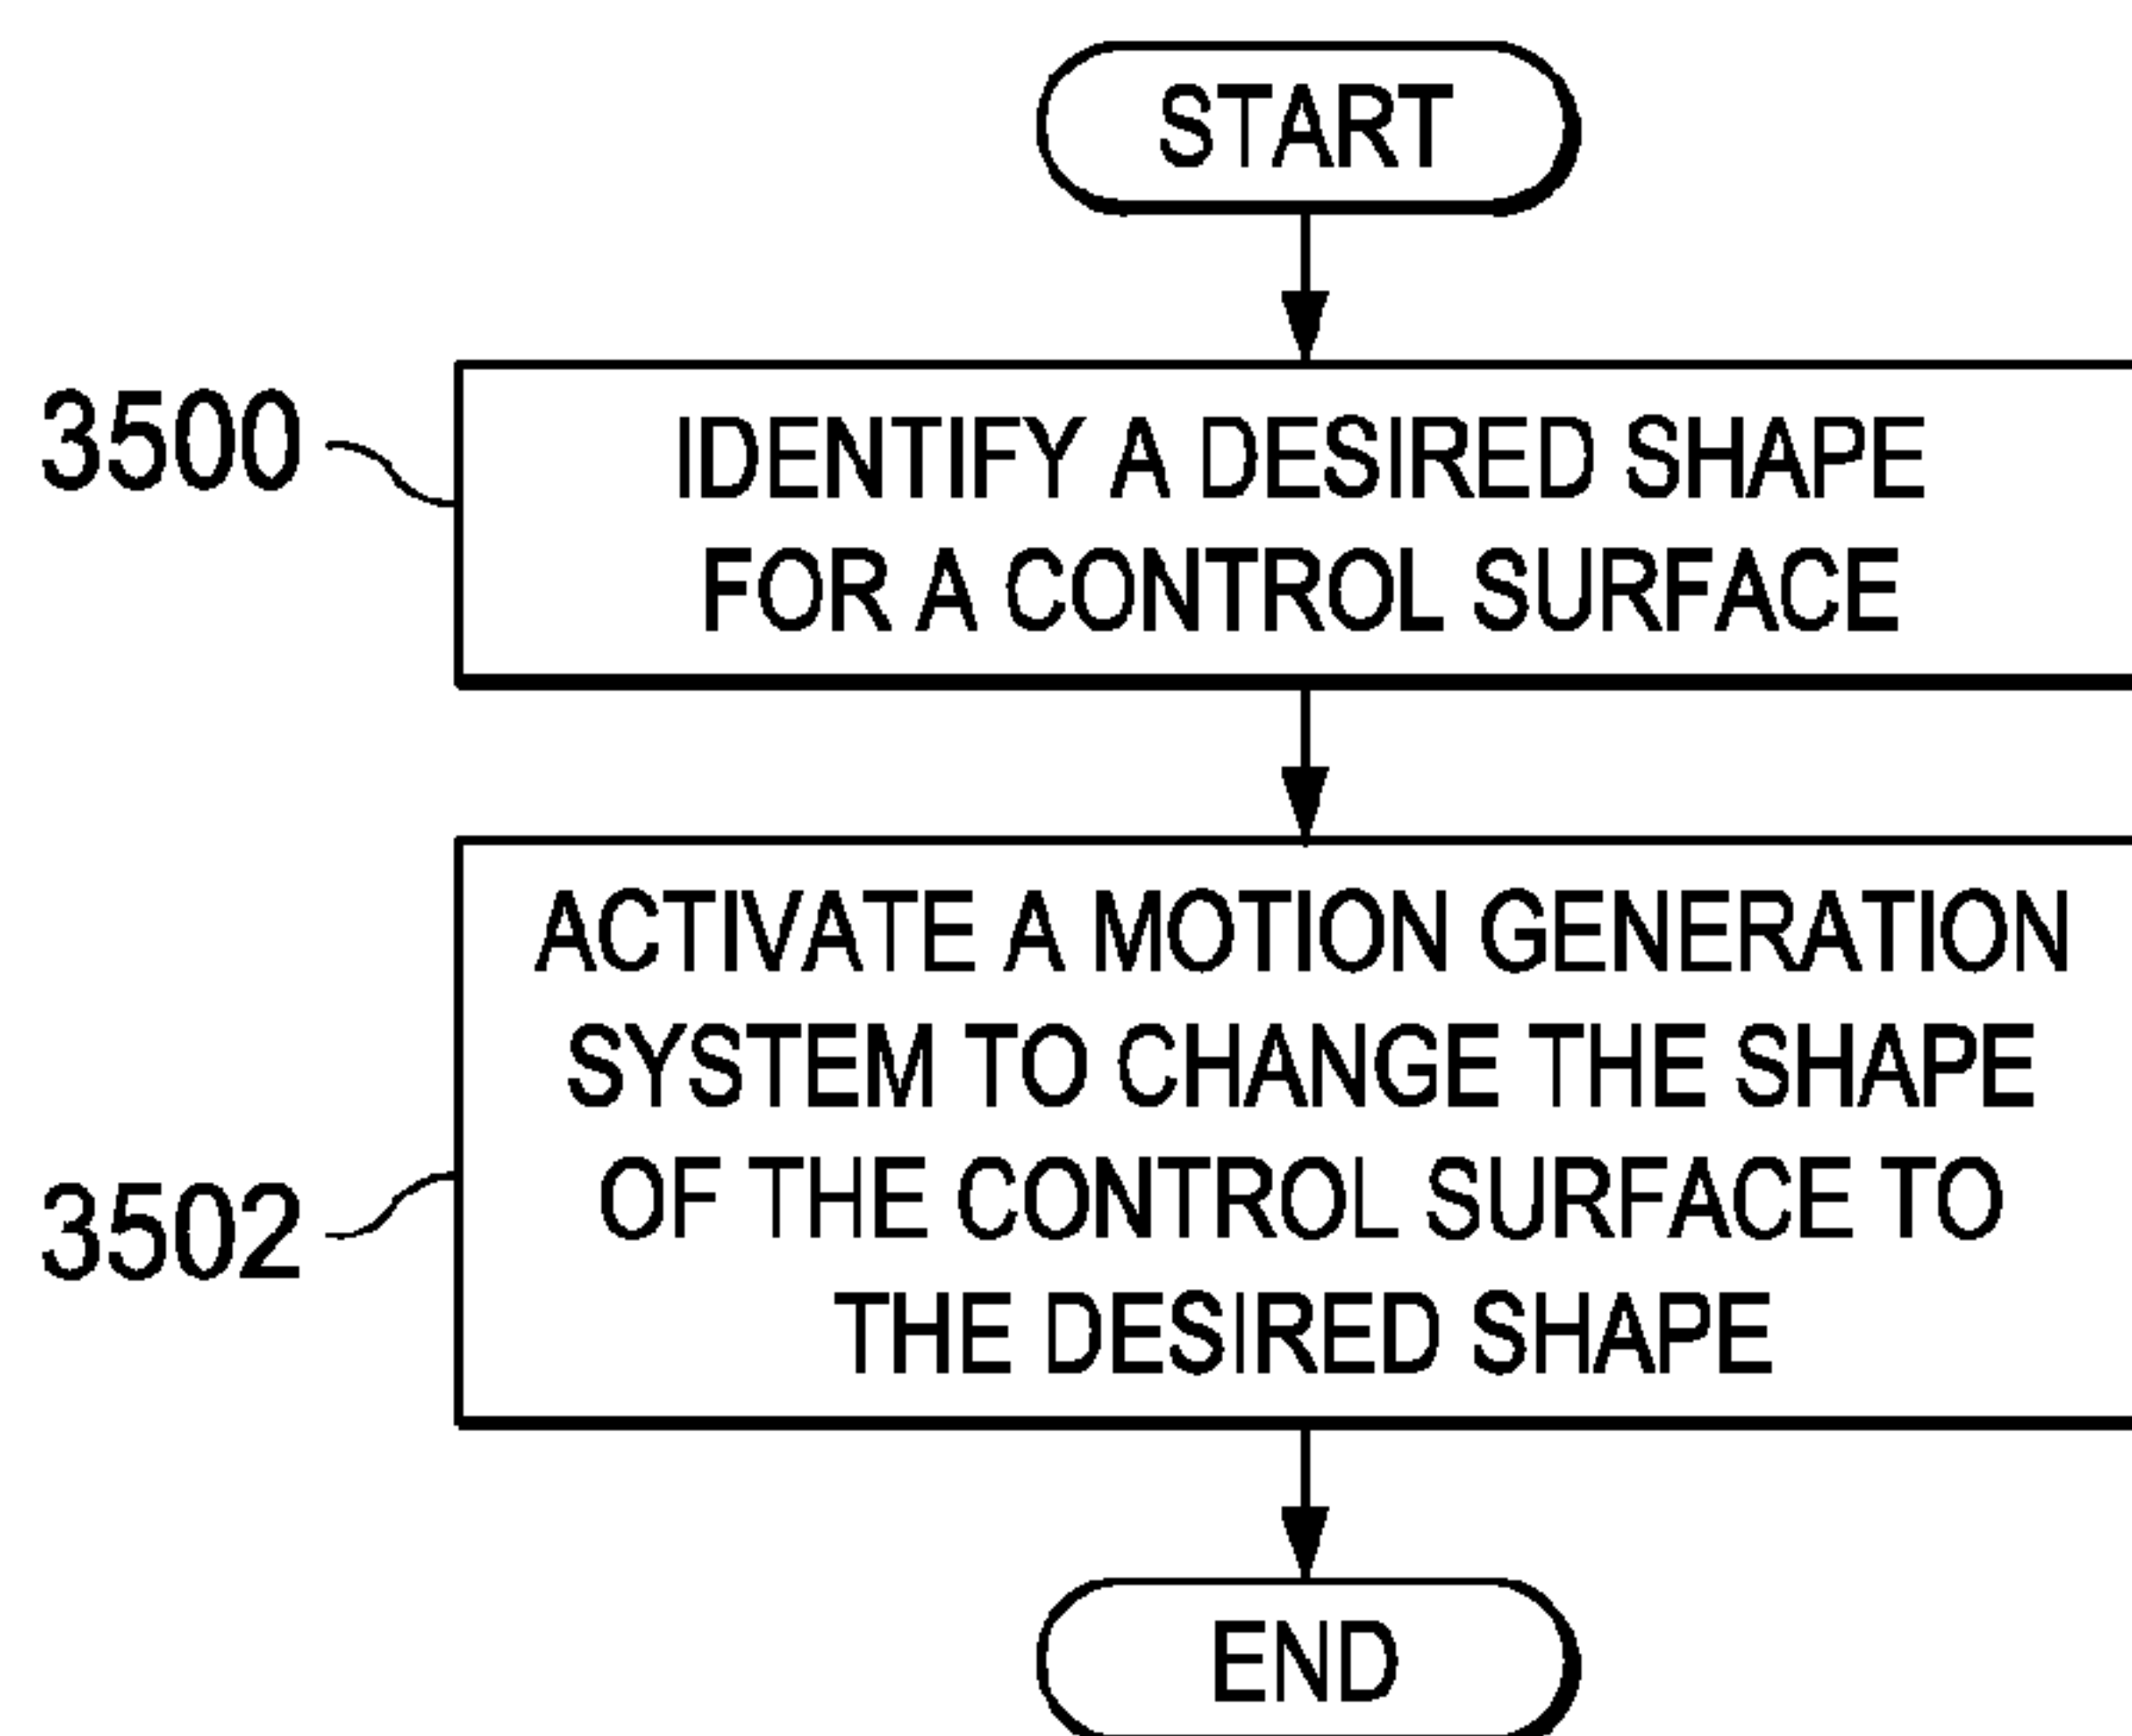 START
3500
IDENTIFY A DESIRED SHAPE
FOR A CONTROL SURFACE
ACTIVATE A MOTION GENERATION
SYSTEM TO CHANGE THE SHAPE
OF THE CONTROL SURFACE TO
THE DESIRED SHAPE
3502
END